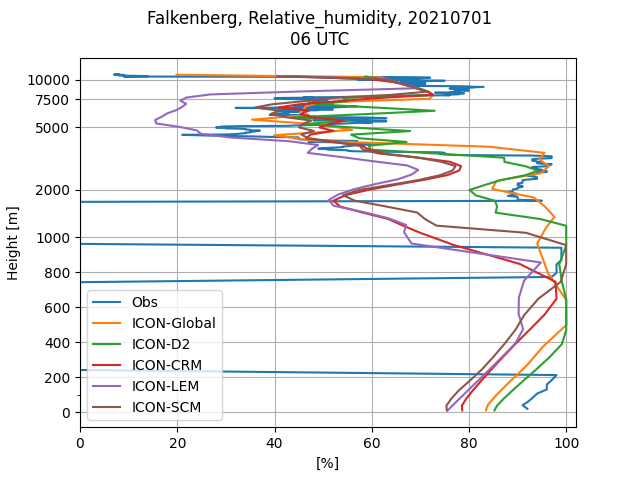 Falkenberg, Relative_humidity, 20210701
06 UTC
10000
7500
5000
2000
1000
800
600
400
200
0
Height [m]
Obs
ICON-Global
ICON-D2
ICON-CRM
ICON-LEM
ICON-SCM
0 20 40 60 80 100
[%]